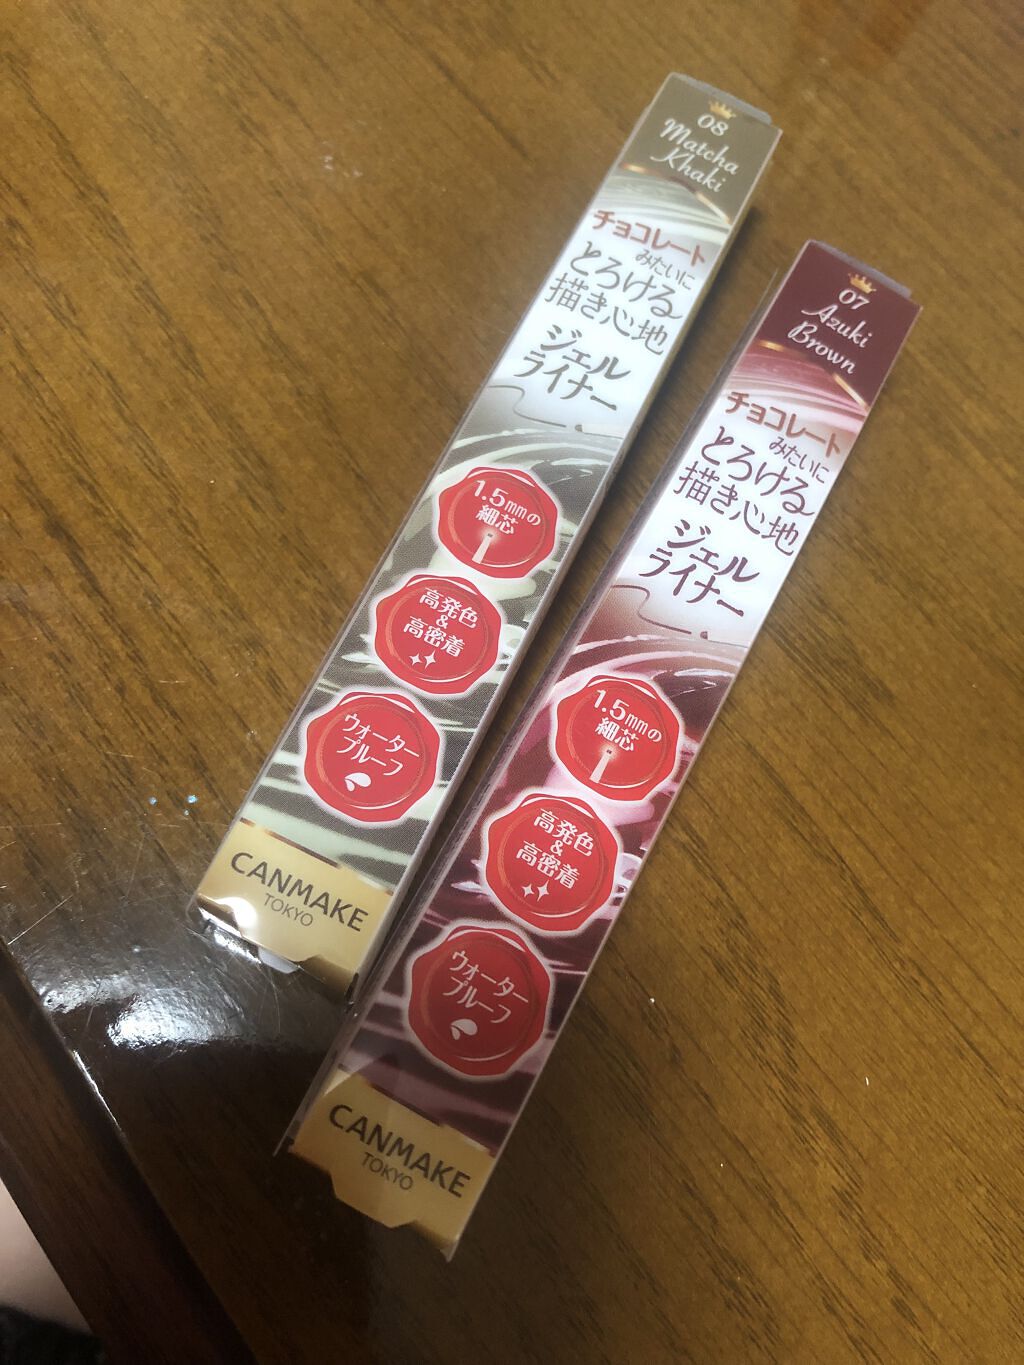 08
Matcha
Khaki
チョコレート
みたいに
とろける
描き心地
ジェル
ライナー
1.5mmの
細芯
高発色
&
高密着
ウォーター
プルーフ
CANMAKE
TOKYO
07
Azuki
Brown
チョコレート
みたいに
とろける
描き心地
ジェル
ライナー
1.5mmの
細芯
高発色
&
高密着
ウォーター
プルーフ
CANMAKE
TOKYO